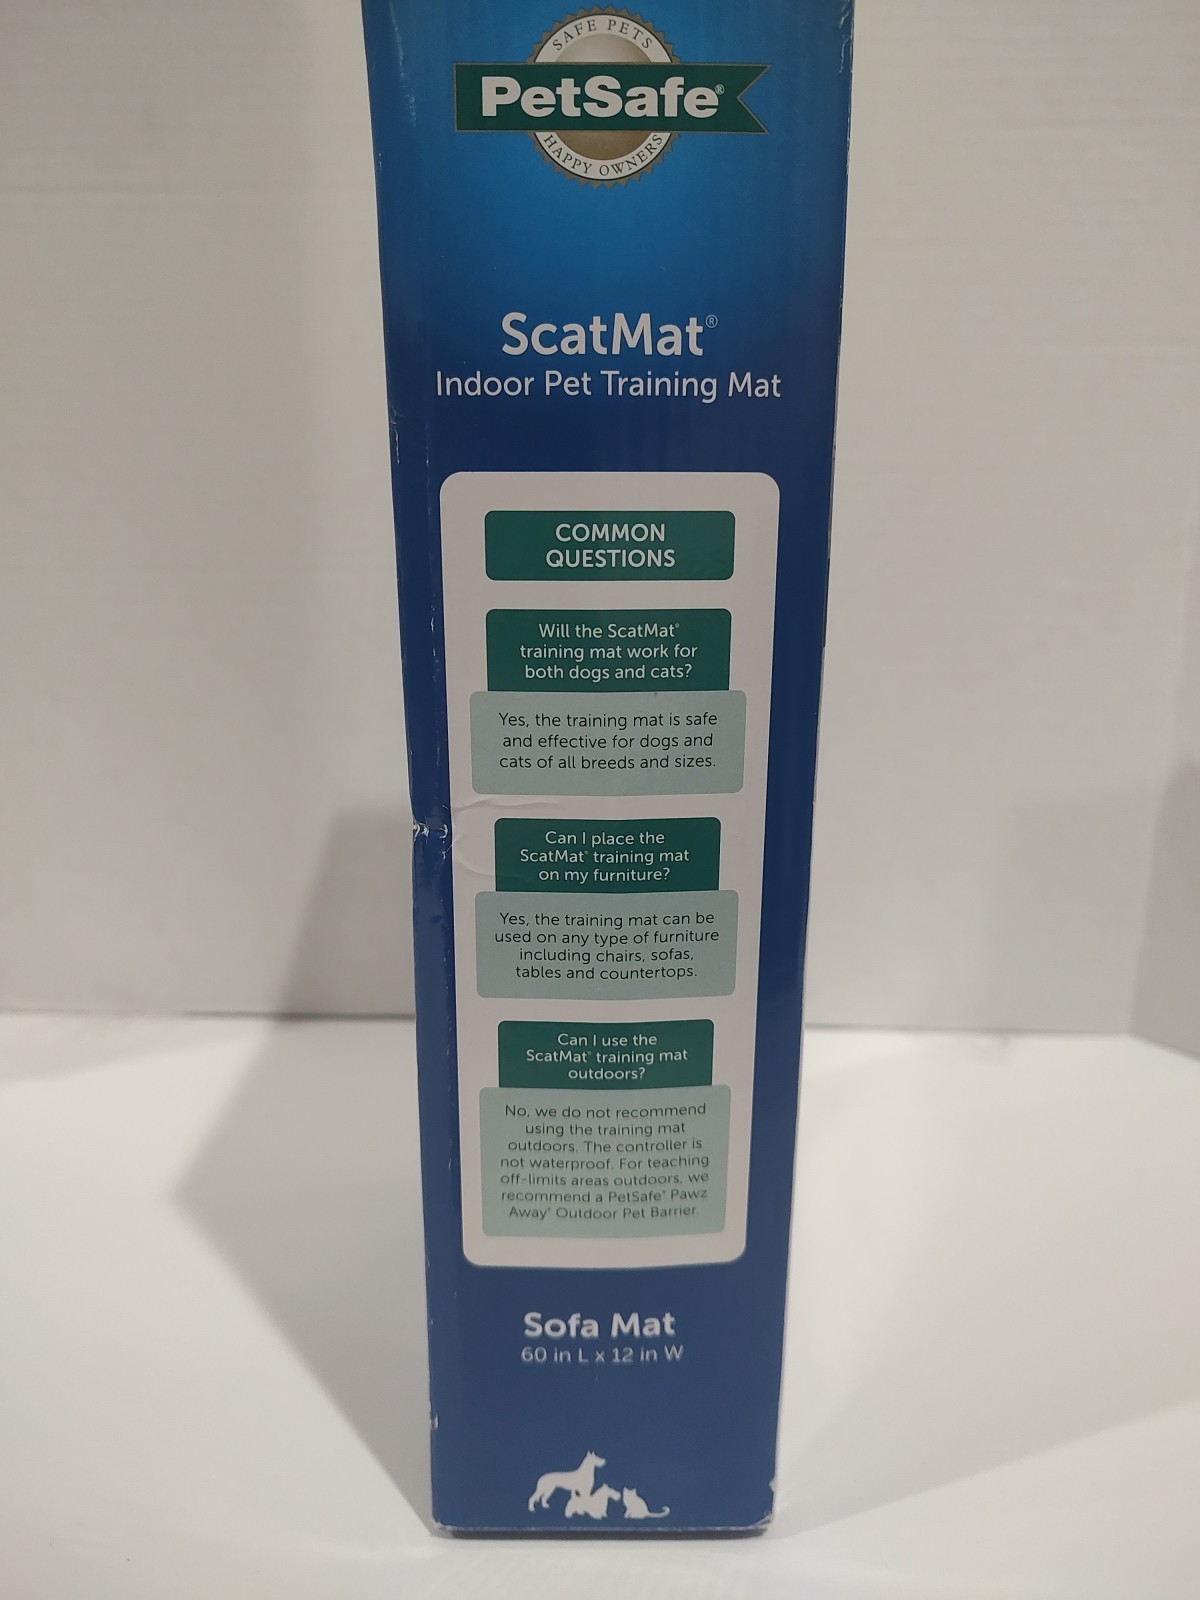 SAFE PETS
PetSafe®
HAPPY OWNERS
ScatMat®
Indoor Pet Training Mat
COMMON
QUESTIONS
Will the ScatMat®
training mat work for
both dogs and cats?
Yes, the training mat is safe
and effective for dogs and
cats of all breeds and sizes.
Can I place the
ScatMat® training mat
on my furniture?
Yes, the training mat can be
used on any type of furniture
including chairs, sofas,
tables and countertops.
Can I use the
ScatMat® training mat
outdoors?
No, we do not recommend
using the training mat
outdoors. The controller is
not waterproof. For teaching
off-limits areas outdoors, we
recommend a PetSafe® Pawz
Away® Outdoor Pet Barrier.
Sofa Mat
60 in L x 12 in W